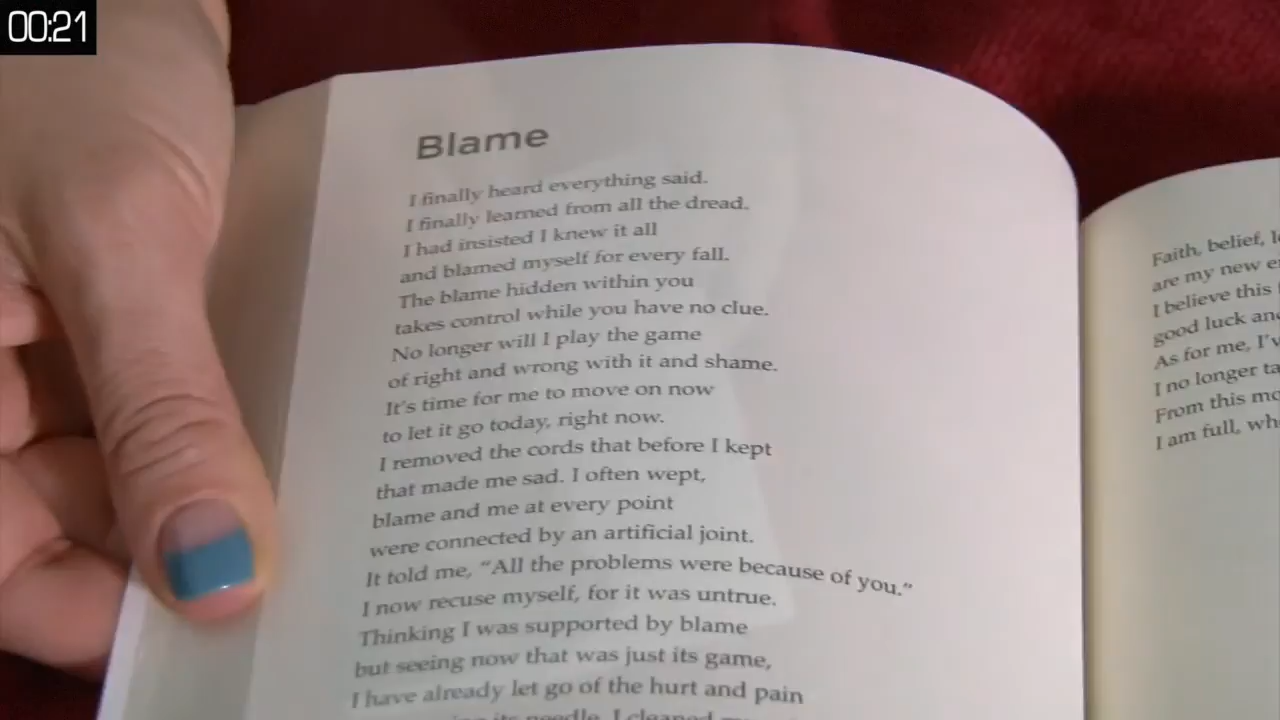 00:21
Blame
I finally heard everything said.
I finally learned from all the dread.
I had insisted I knew it all
and blamed myself for every fall.
The blame hidden within you
takes control while you have no clue.
No longer will I play the game
of right and wrong with it and shame.
It's time for me to move on now
to let it go today, right now.
I removed the cords that before I kept
that made me sad. I often wept,
blame and me at every point
were connected by an artificial joint.
It told me, “All the problems were because of you.”
I now recuse myself, for it was untrue.
Thinking I was supported by blame
but seeing now that was just its game,
I have already let go of the hurt and pain
its needle, I cleaned
Faith, belief,
are my new
I believe this
good luck and
As for me,
I no longer
From this
I am full,